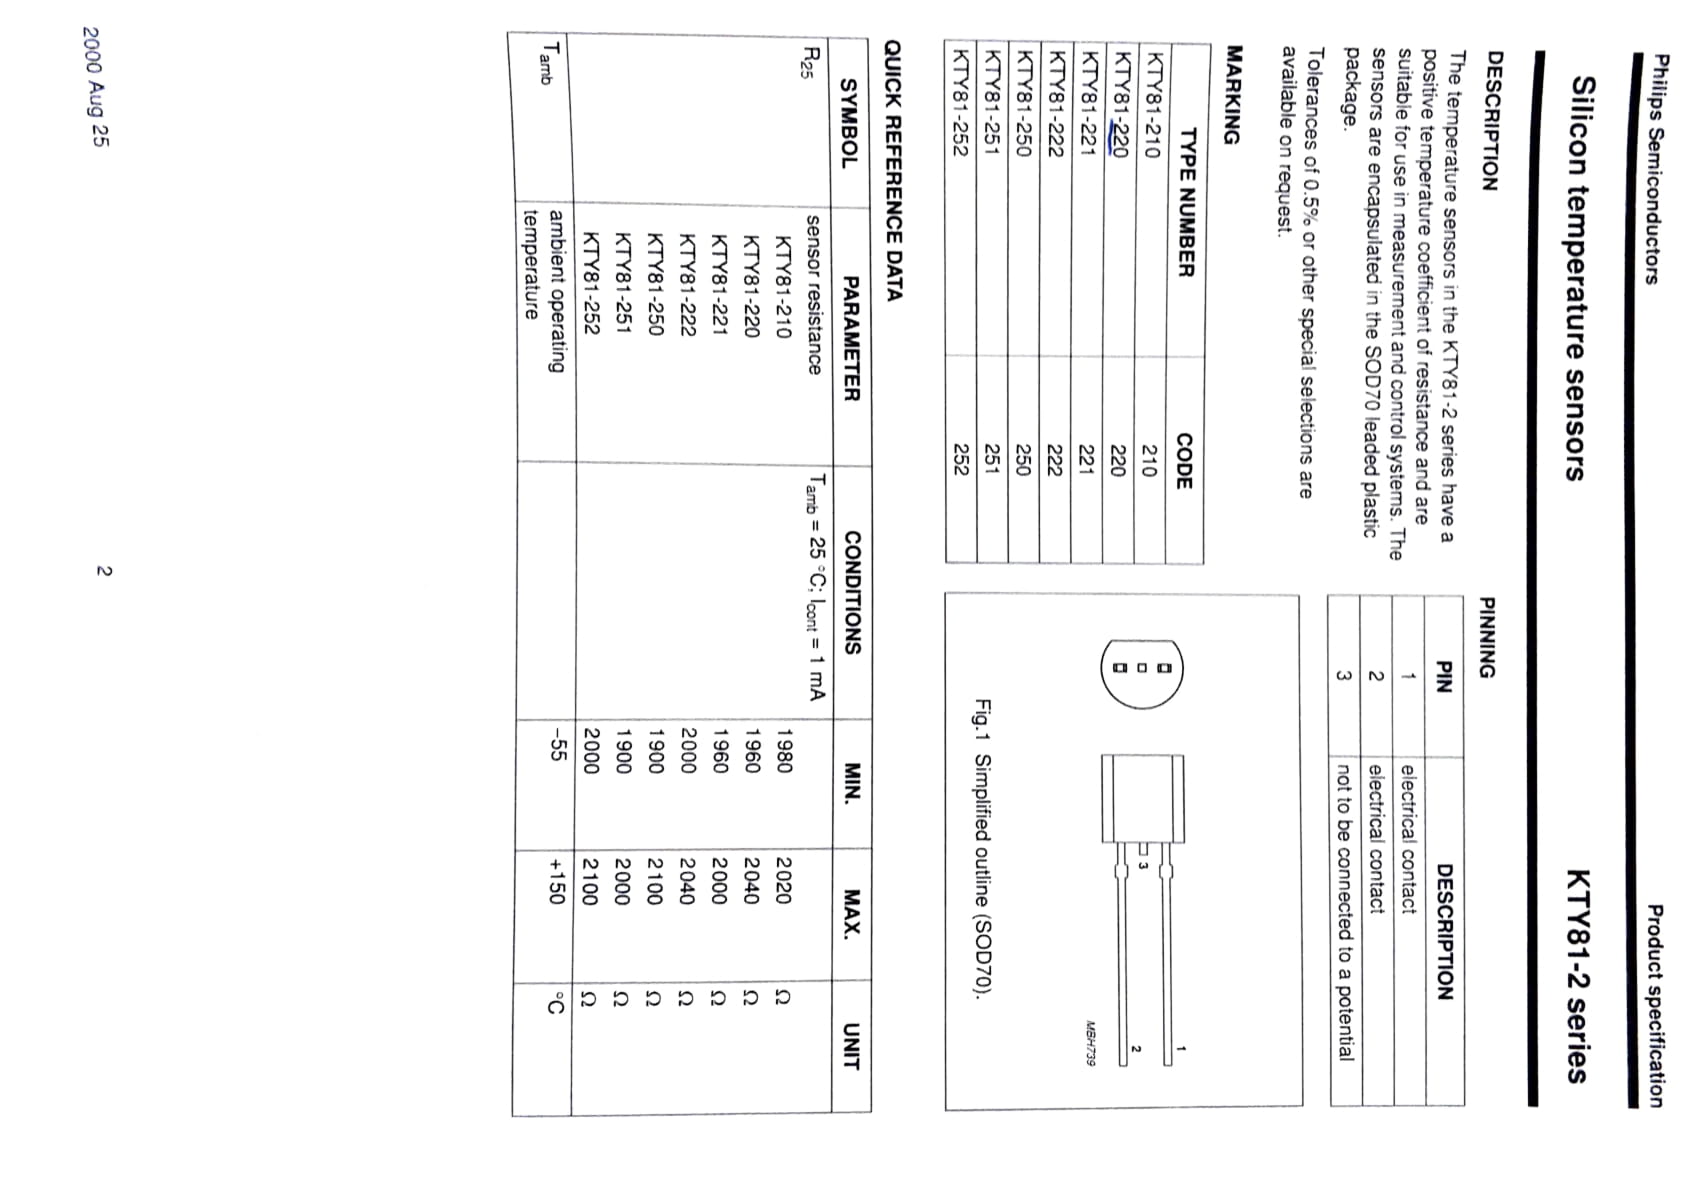 Philips Semiconductors
Product specification
Silicon temperature sensors
KTY81-2 series
DESCRIPTION
The temperature sensors in the KTY81-2 series have a
positive temperature coefficient of resistance and are
suitable for use in measurement and control systems. The
sensors are encapsulated in the SOD70 leaded plastic
package.
Tolerances of 0.5% or other special selections are
available on request.
MARKING
TYPE NUMBER CODE
KTY81-210 210
KTY81-220 220
KTY81-221 221
KTY81-222 222
KTY81-250 250
KTY81-251 251
KTY81-252 252
PINNING
PIN DESCRIPTION
1 electrical contact
2 electrical contact
3 not to be connected to a potential
1
3
2
MBH739
Fig.1 Simplified outline (SOD70).
QUICK REFERENCE DATA
SYMBOL PARAMETER CONDITIONS MIN. MAX. UNIT
R25 sensor resistance Tamb = 25 °C; Icont = 1 mA
KTY81-210 1980 2020 Ω
KTY81-220 1960 2040 Ω
KTY81-221 1960 2000 Ω
KTY81-222 2000 2040 Ω
KTY81-250 1900 2100 Ω
KTY81-251 1900 2000 Ω
KTY81-252 2000 2100 Ω
Tamb ambient operating −55 +150 °C
temperature
2000 Aug 25
2